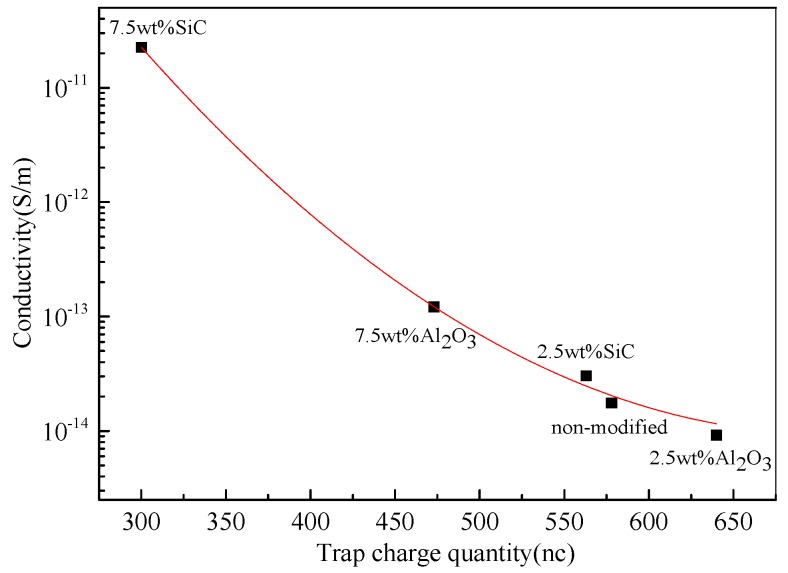 7.5wt%SiC
10⁻¹¹
10⁻¹²
10⁻¹³
10⁻¹⁴
Conductivity(S/m)
7.5wt%Al₂O₃
2.5wt%SiC
non-modified
2.5wt%Al₂O₃
300 350 400 450 500 550 600 650
Trap charge quantity(nc)